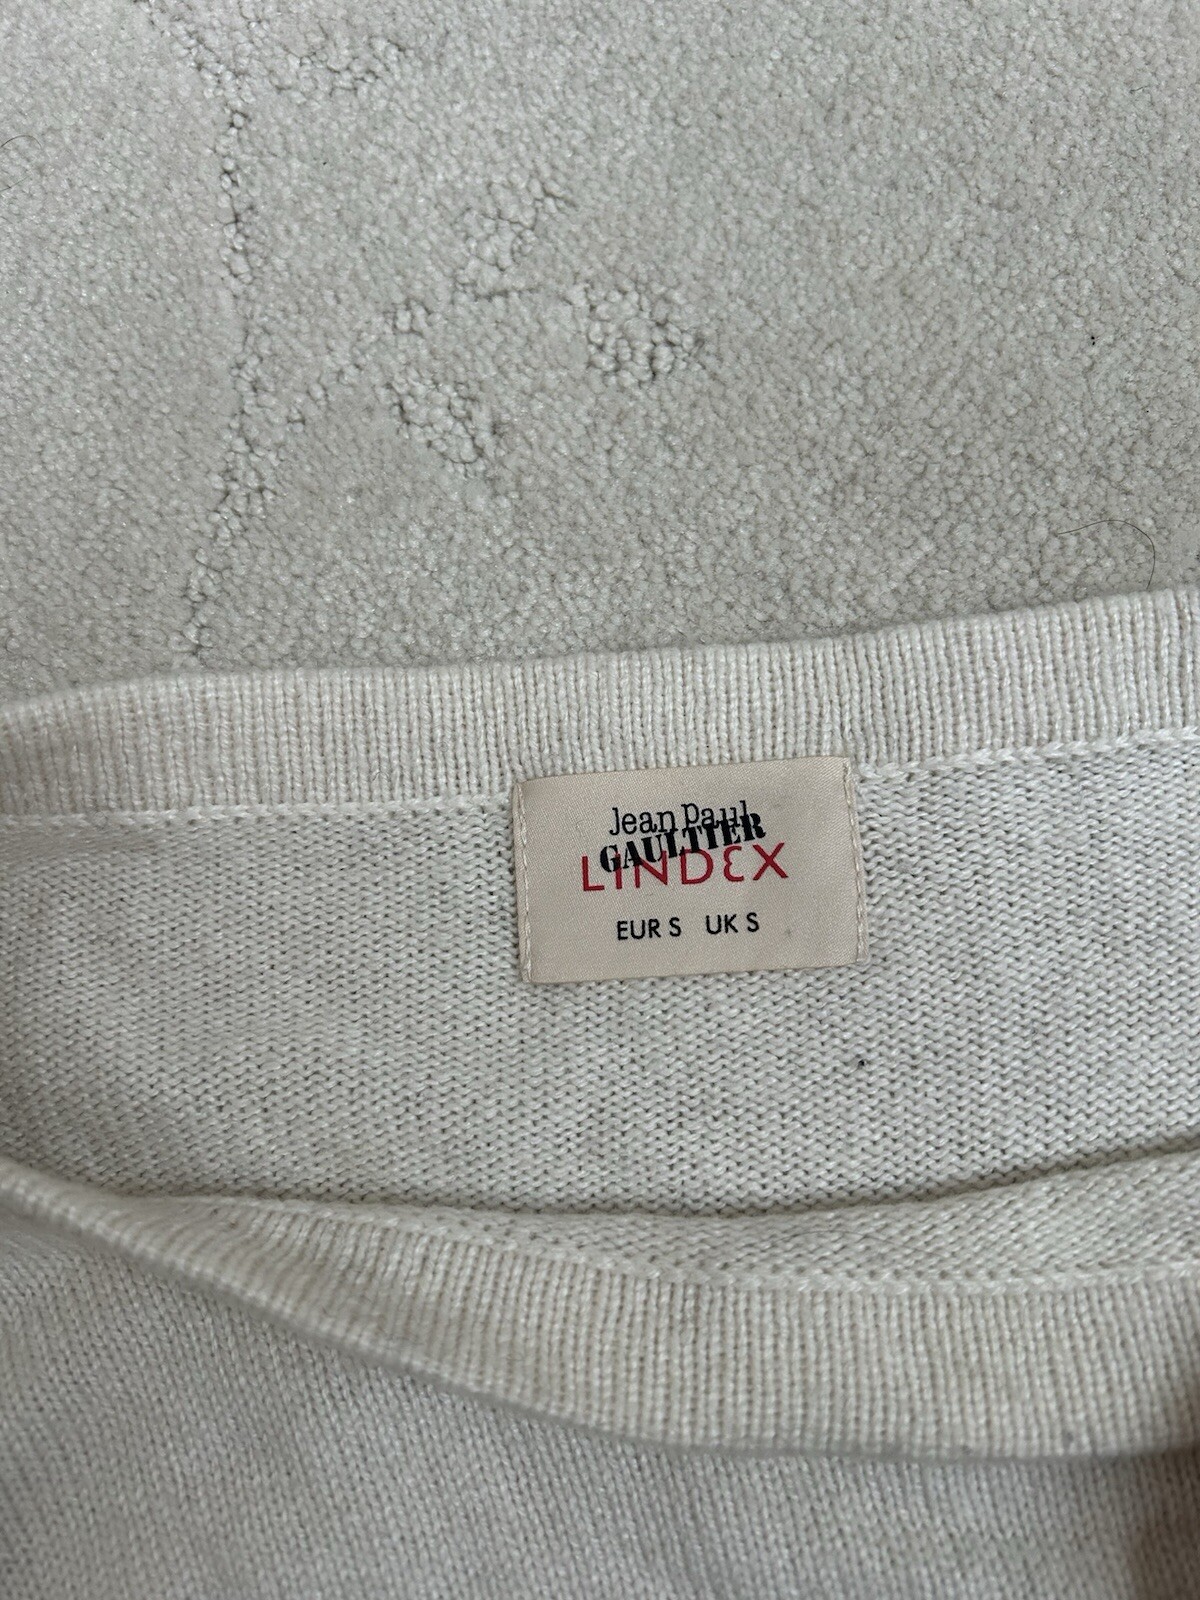 Jean Paul
GAULTIER
LINDEX
EUR S UK S